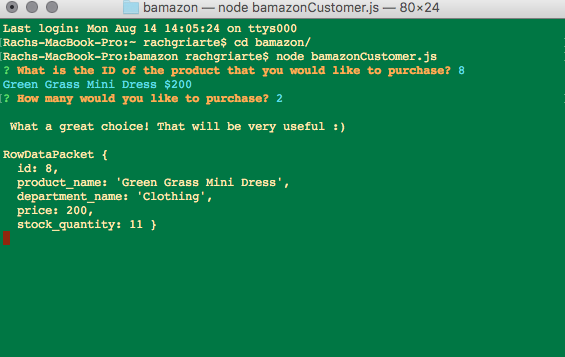 bamazon — node bamazonCustomer.js — 80×24
Last login: Mon Aug 14 14:05:24 on ttys000
[Rachs-MacBook-Pro:~ rachgriarte$ cd bamazon/
[Rachs-MacBook-Pro:bamazon rachgriarte$ node bamazonCustomer.js
? What is the ID of the product that you would like to purchase? 8
Green Grass Mini Dress $200
[? How many would you like to purchase? 2
What a great choice! That will be very useful :)
RowDataPacket {
id: 8,
product_name: 'Green Grass Mini Dress',
department_name: 'Clothing',
price: 200,
stock_quantity: 11 }